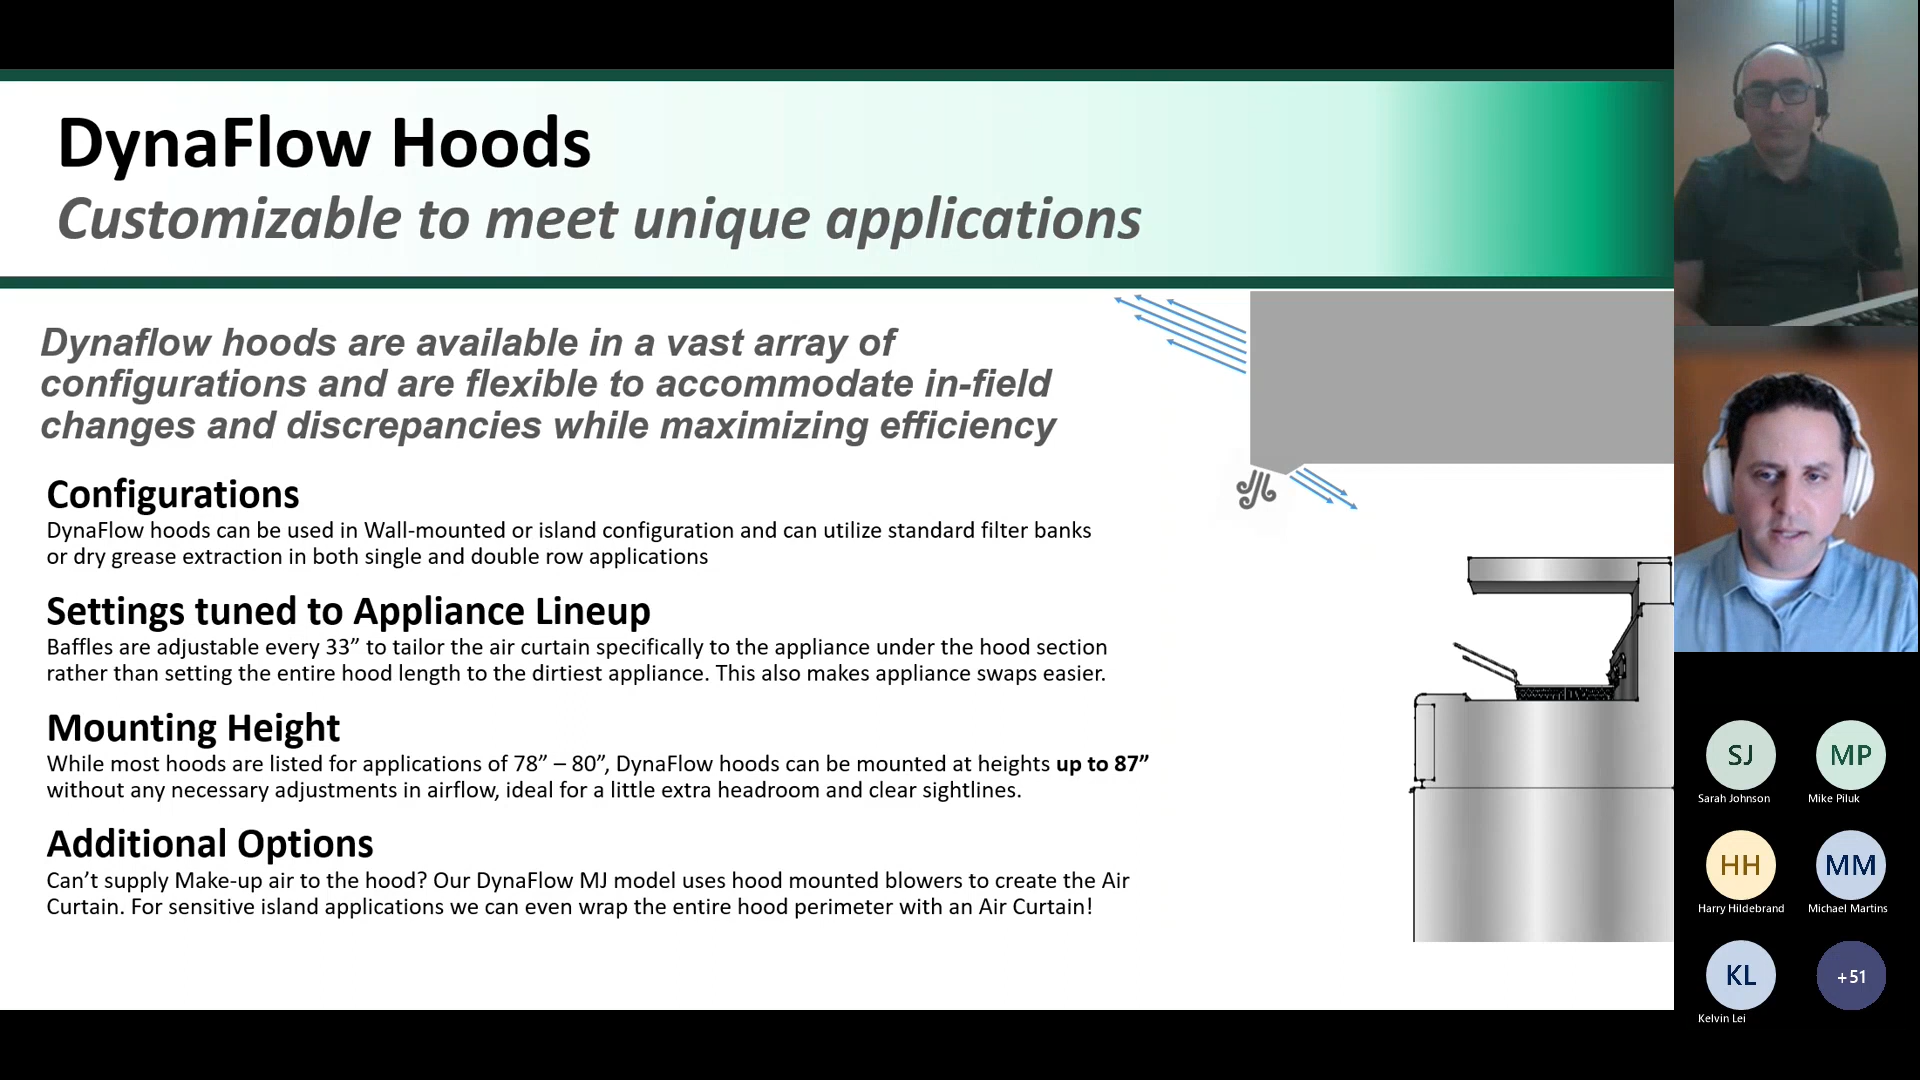 DynaFlow Hoods
Customizable to meet unique applications
Dynaflow hoods are available in a vast array of
configurations and are flexible to accommodate in-field
changes and discrepancies while maximizing efficiency
Configurations
DynaFlow hoods can be used in Wall-mounted or island configuration and can utilize standard filter banks
or dry grease extraction in both single and double row applications
Settings tuned to Appliance Lineup
Baffles are adjustable every 33” to tailor the air curtain specifically to the appliance under the hood section
rather than setting the entire hood length to the dirtiest appliance. This also makes appliance swaps easier.
Mounting Height
While most hoods are listed for applications of 78” – 80”, DynaFlow hoods can be mounted at heights up to 87”
without any necessary adjustments in airflow, ideal for a little extra headroom and clear sightlines.
Additional Options
Can’t supply Make-up air to the hood? Our DynaFlow MJ model uses hood mounted blowers to create the Air
Curtain. For sensitive island applications we can even wrap the entire hood perimeter with an Air Curtain!
SJ
Sarah Johnson
MP
Mike Piluk
HH
Harry Hildebrand
MM
Michael Martins
KL
Kelvin Lei
+51